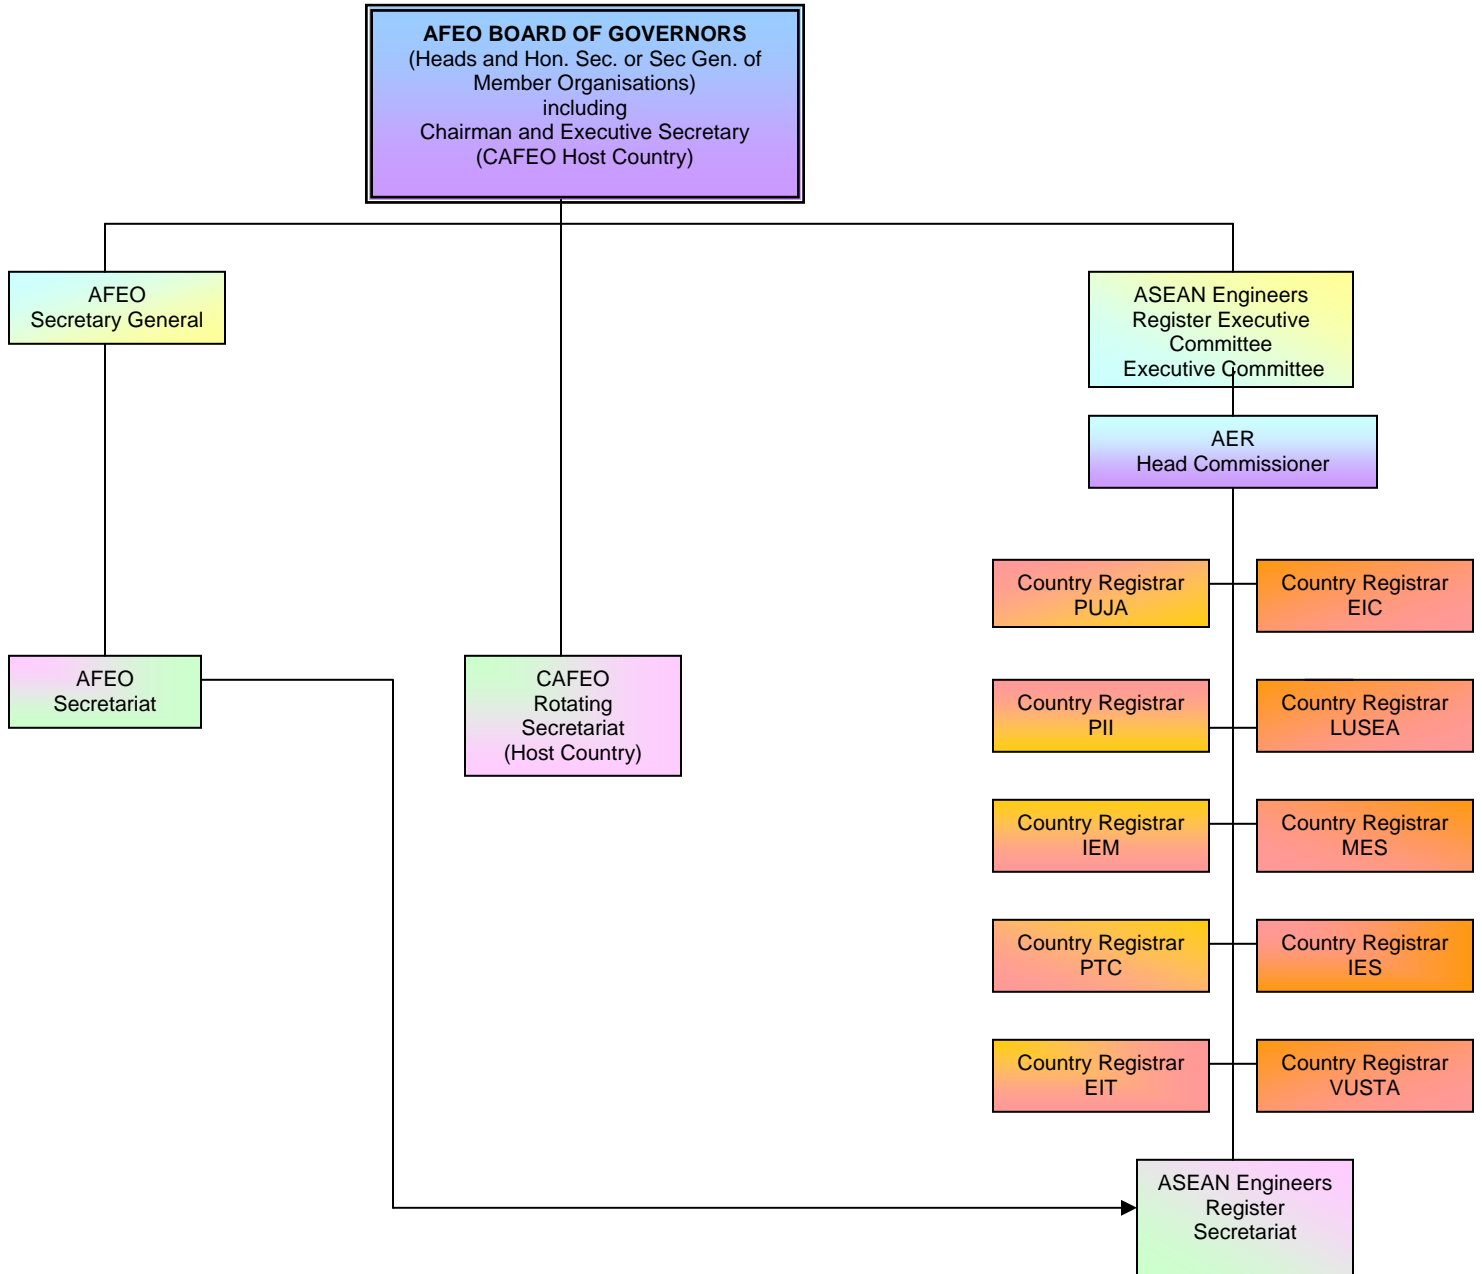 AFEO BOARD OF GOVERNORS
(Heads and Hon. Sec. or Sec Gen. of
Member Organisations)
including
Chairman and Executive Secretary
(CAFEO Host Country)
AFEO
Secretary General
ASEAN Engineers
Register Executive
Committee
Executive Committee
AER
Head Commissioner
Country Registrar
PUJA
Country Registrar
EIC
AFEO
Secretariat
CAFEO
Rotating
Secretariat
(Host Country)
Country Registrar
PII
Country Registrar
LUSEA
Country Registrar
IEM
Country Registrar
MES
Country Registrar
PTC
Country Registrar
IES
Country Registrar
EIT
Country Registrar
VUSTA
ASEAN Engineers
Register
Secretariat